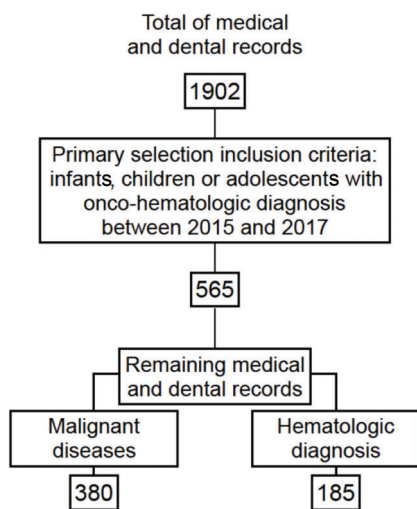 Total of medical
and dental records
1902
Primary selection inclusion criteria:
infants, children or adolescents with
onco-hematologic diagnosis
between 2015 and 2017
565
Remaining medical
and dental records
Malignant
diseases
Hematologic
diagnosis
380
185